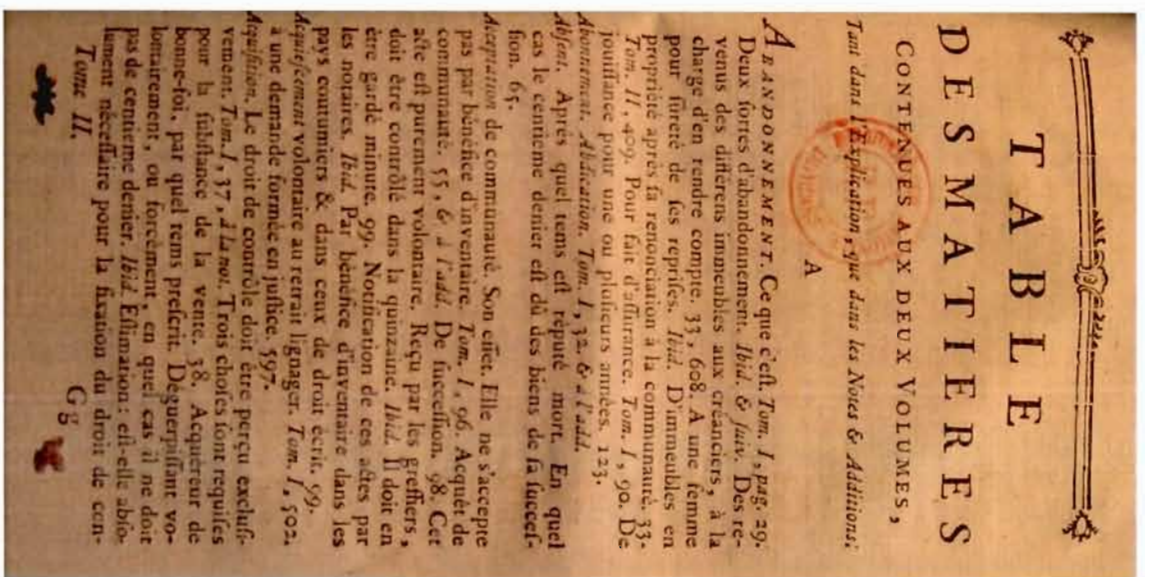 TABLE
DES MATIERES
CONTENUES AUX DEUX VOLUMES,
Tant dans l'Explication, que dans les Notes & Additions;
A
ABANDONNEMENT. Ce que c'est. Tom. I, pag. 29.
Deux sortes d'abandonnement. Ibid. & suiv. Des re-
venus des différens immeubles aux créanciers, à la
charge d'en rendre compte. 33, 608. A une femme
pour sûreté de ses reprises. Ibid. D'immeubles en
propriété après sa renonciation à la communauté. 33.
Tom. II, 409. Pour fait d'assurance. Tom. I, 90. De
jouissance pour une ou plusieurs années. 123.
Abonnement. Abdication. Tom. I, 32. & à l'add.
Absent. Après quel tems est réputé mort. En quel
cas le centieme denier est dû des biens de sa succes-
sion. 65.
Acceptation de communauté. Son effet. Elle ne s'accepte
pas par bénéfice d'inventaire. Tom. I, 96. Acquêt de
communauté. 55, & à l'add. De succession. 98. Cet
acte est purement volontaire. Reçu par les greffiers,
doit être contrôlé dans la quinzaine. Ibid. Il doit en
être gardé minute. 99. Notification de ces actes par
les notaires. Ibid. Par bénéfice d'inventaire dans les
pays coutumiers & dans ceux de droit écrit. 99.
Acquiescement volontaire au retrait lignager. Tom. I, 502.
à une demande formée en justice. 597.
Acquisition. Le droit de contrôle doit être perçu exclusi-
vement. Tom. I, 37, à la not. Trois choses sont requises
pour la substance de la vente. 38. Acquéreur de
bonne-foi, par quel tems prescrit. Déguerpissant vo-
lontairement, ou forcément, en quel cas il ne doit
pas de centieme denier. Ibid. Estimation: est-elle abso-
lument nécessaire pour la fixation du droit de cen-
Tome II. Gg